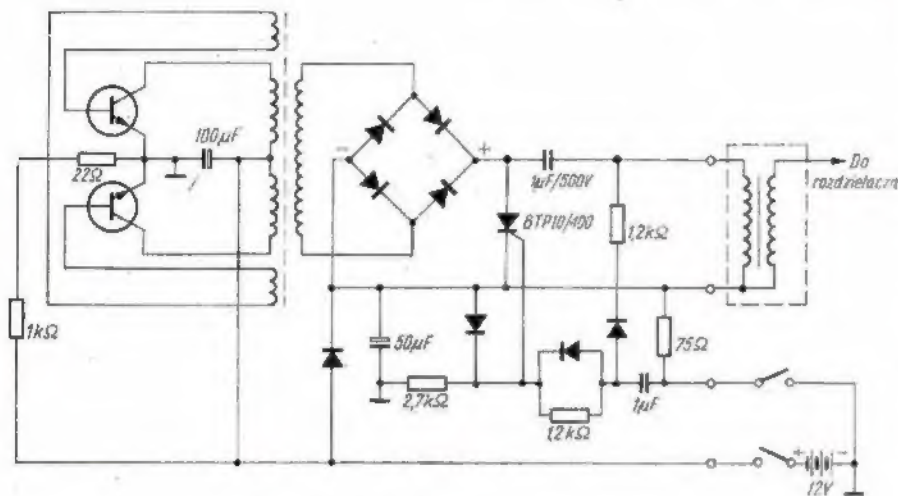 100μF
22Ω
1kΩ
-
+
1μF/500V
BTP10/400
1,2kΩ
Do
rozdzielacza
50μF
2,7kΩ
1,2kΩ
1μF
75Ω
+
-
12V